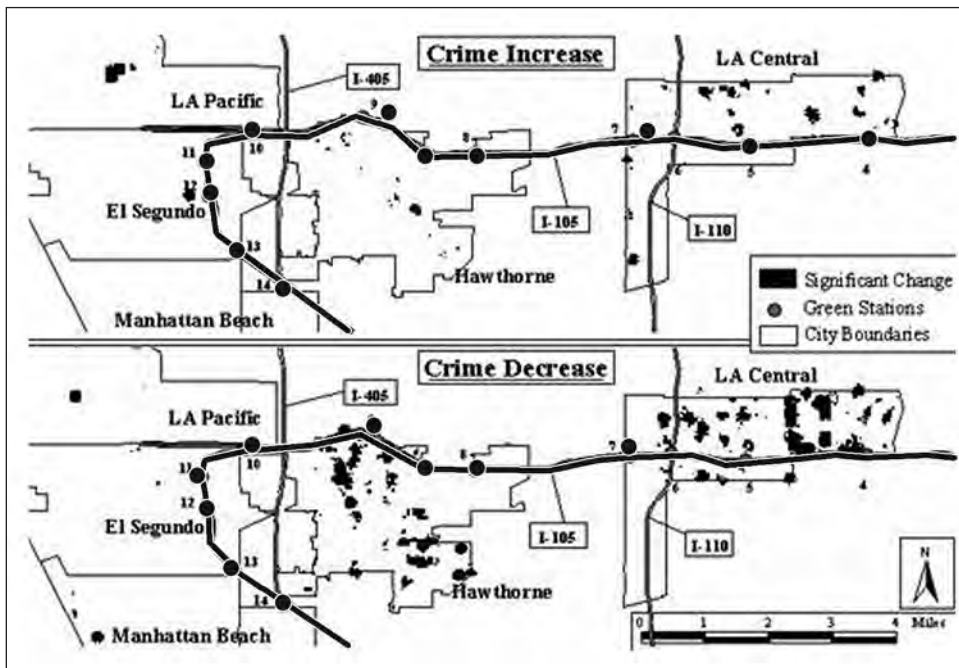 Crime Increase
LA Central
I-405
LA Pacific
9
10
8
7
11
12
6
5
4
El Segundo
I-105
I-110
13
14
Hawthorne
Manhattan Beach
Significant Change
Green Stations
City Boundaries
Crime Decrease
LA Central
I-405
LA Pacific
10
8
7
11
12
6
5
4
El Segundo
I-105
I-110
13
14
Hawthorne
N
Manhattan Beach
0 1 2 3 4
Miles